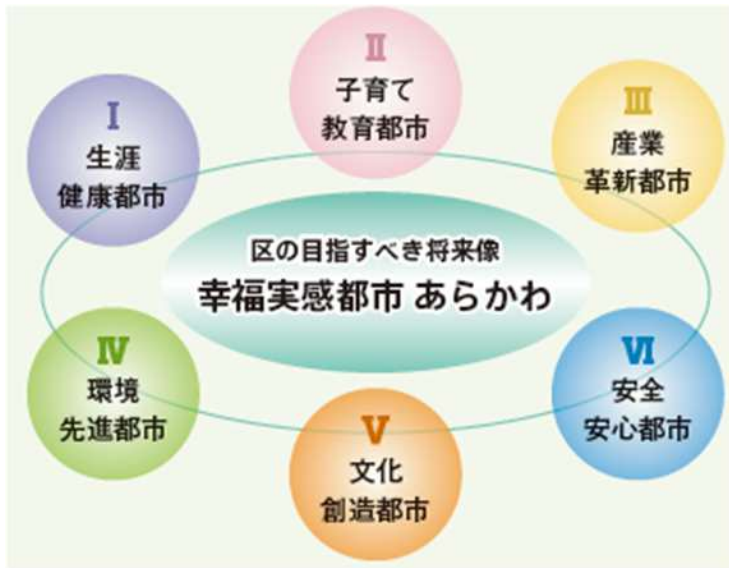 Ⅰ
生涯
健康都市
Ⅱ
子育て
教育都市
Ⅲ
産業
革新都市
区の目指すべき将来像
幸福実感都市 あらかわ
Ⅳ
環境
先進都市
Ⅴ
文化
創造都市
Ⅵ
安全
安心都市